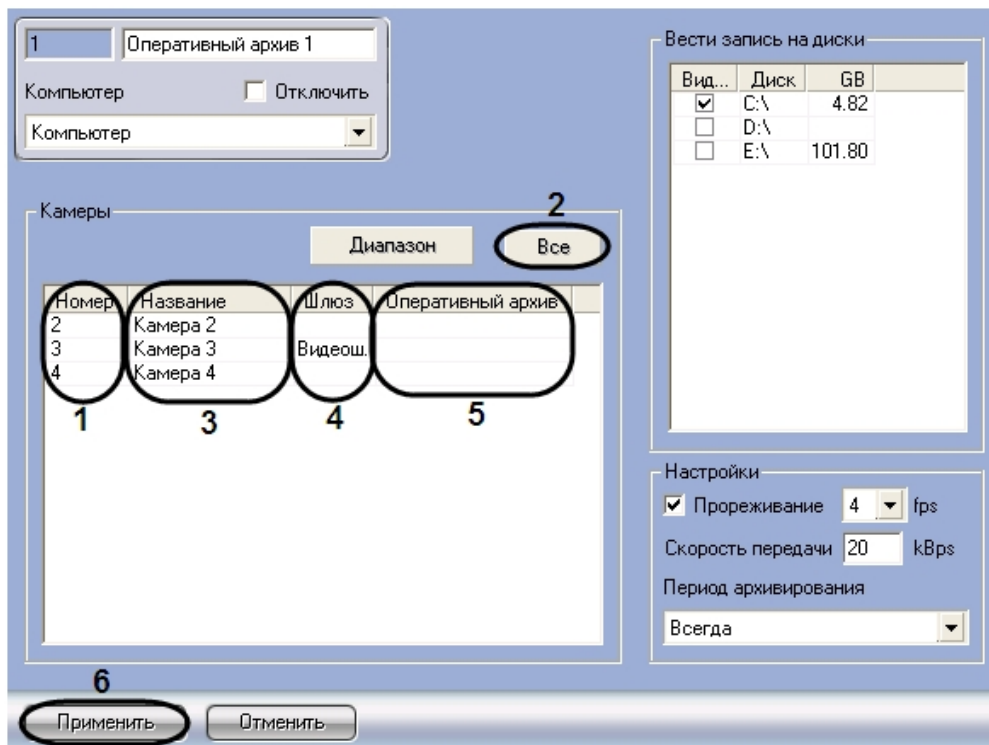 1 Оперативный архив 1
Компьютер Отключить
Компьютер
Вести запись на диски
Вид... Диск GB
C:\ 4.82
D:\
E:\ 101.80
Камеры
2
Диапазон Все
Номер Название Шлюз Оперативный архив
2 Камера 2
3 Камера 3 Видеош.
4 Камера 4
1 3 4 5
Настройки
Прореживание 4 fps
Скорость передачи 20 kBps
Период архивирования
Всегда
6
Применить Отменить